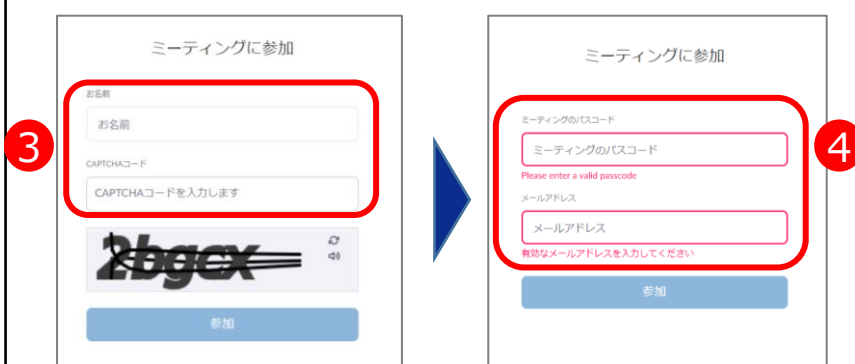 ミーティングに参加
③
お名前
お名前
CAPTCHAコード
CAPTCHAコードを入力します
2bgcx
参加
ミーティングに参加
④
ミーティングのパスコード
ミーティングのパスコード
Please enter a valid passcode
メールアドレス
メールアドレス
有効なメールアドレスを入力してください
参加